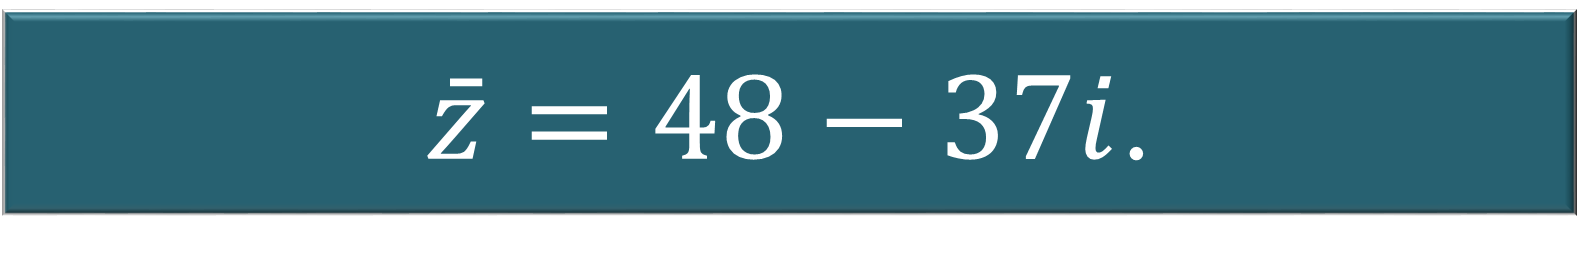 z̄ = 48 − 37i.